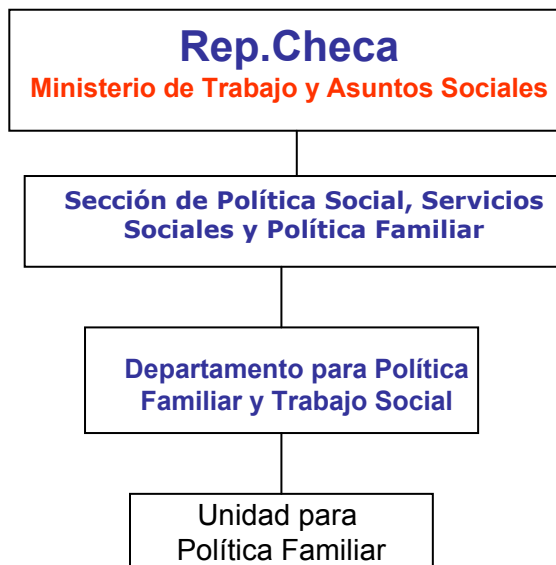 Rep.Checa
Ministerio de Trabajo y Asuntos Sociales
Sección de Política Social, Servicios
Sociales y Política Familiar
Departamento para Política
Familiar y Trabajo Social
Unidad para
Política Familiar